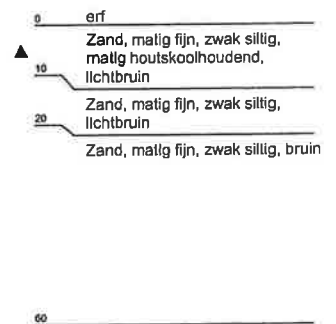 0 erf
Zand, matig fijn, zwak siltig,
matig houtskoolhoudend,
10
lichtbruin
Zand, matig fijn, zwak siltig,
20
lichtbruin
Zand, matig fijn, zwak siltig, bruin
60